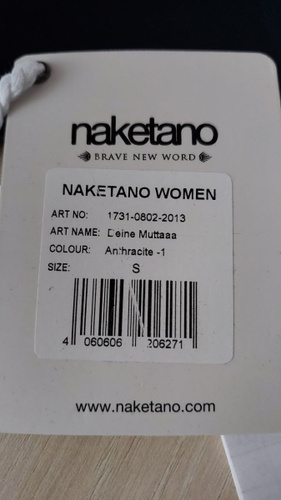 naketano
BRAVE NEW WORD
NAKETANO WOMEN
ART NO: 1731-0802-2013
ART NAME: Deine Muttaaa
COLOUR: Anthracite -1
SIZE: S
4 060606 206271
www.naketano.com